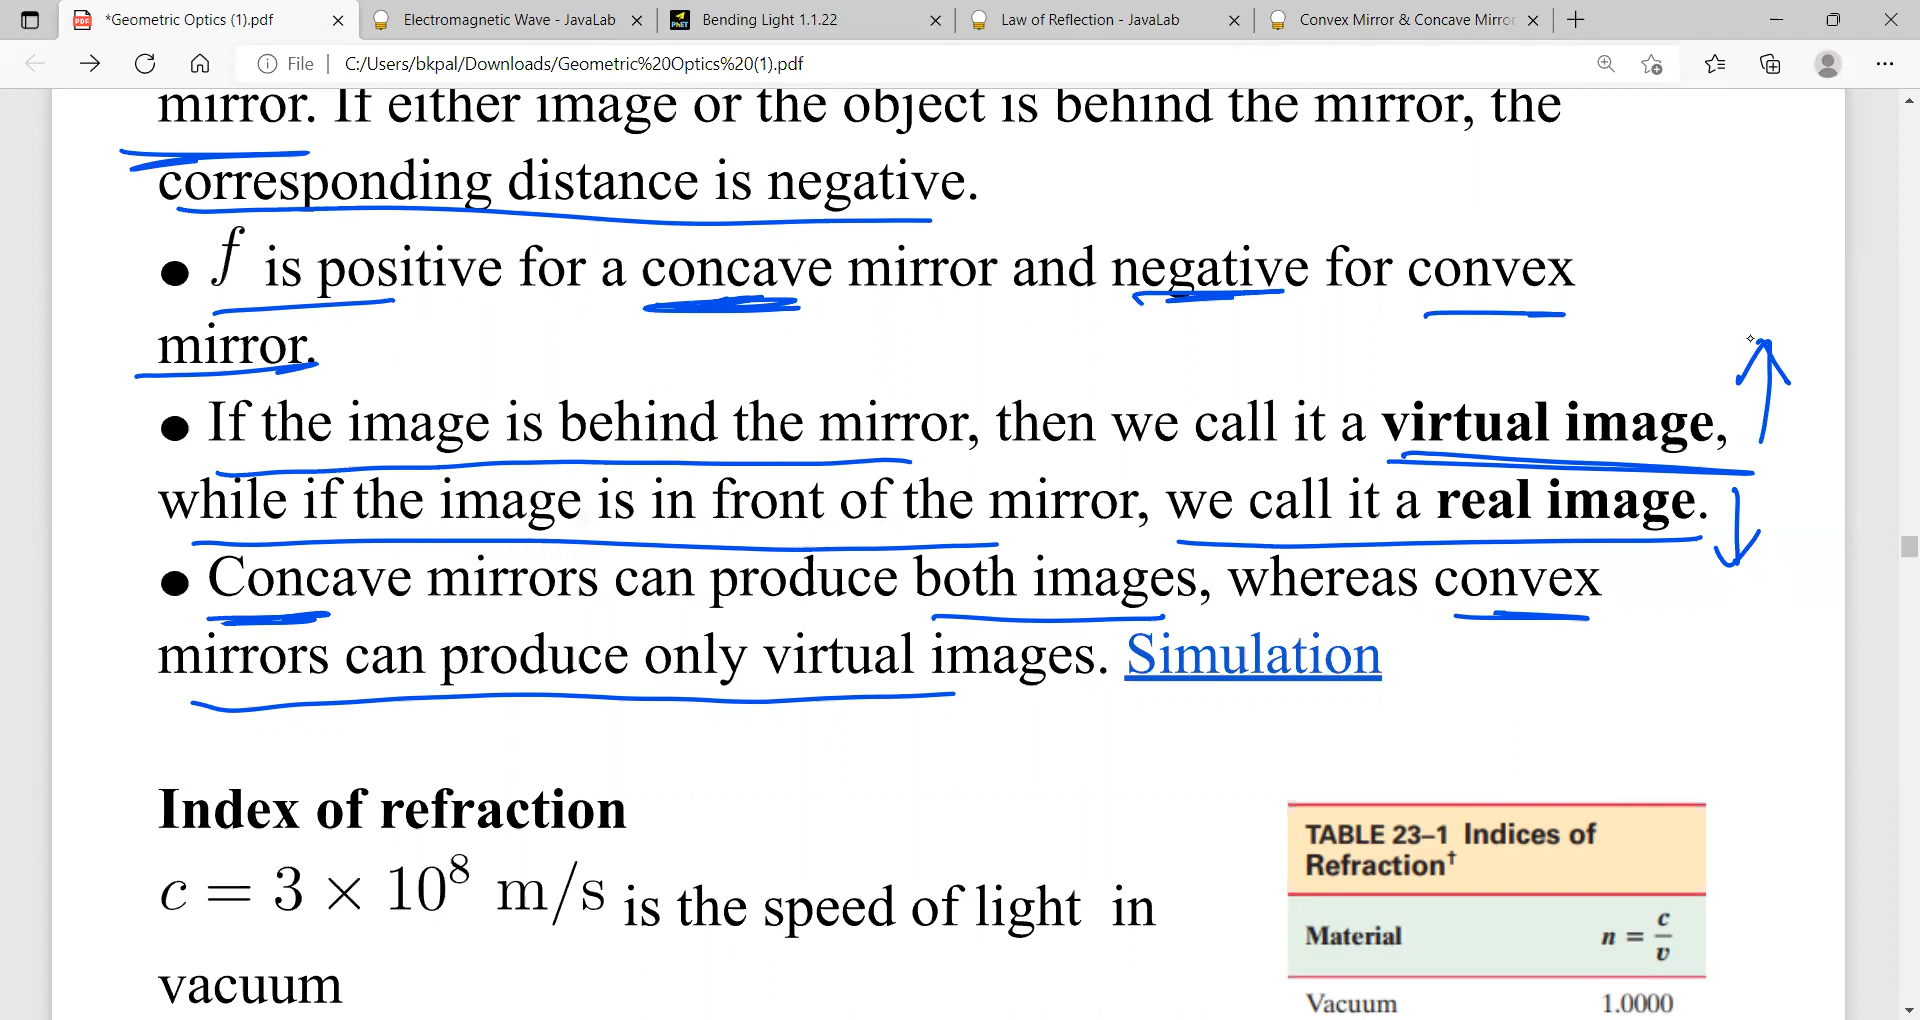 *Geometric Optics (1).pdf
Electromagnetic Wave - JavaLab
Bending Light 1.1.22
Law of Reflection - JavaLab
Convex Mirror & Concave Mirror
File
C:/Users/bkpal/Downloads/Geometric%20Optics%20(1).pdf
mirror. If either image or the object is behind the mirror, the
corresponding distance is negative.
● f is positive for a concave mirror and negative for convex
mirror.
● If the image is behind the mirror, then we call it a virtual image,
while if the image is in front of the mirror, we call it a real image.
● Concave mirrors can produce both images, whereas convex
mirrors can produce only virtual images. Simulation
Index of refraction
c = 3 × 10⁸ m/s is the speed of light in
vacuum
TABLE 23–1 Indices of
Refraction†
Material n = c/v
Vacuum 1.0000